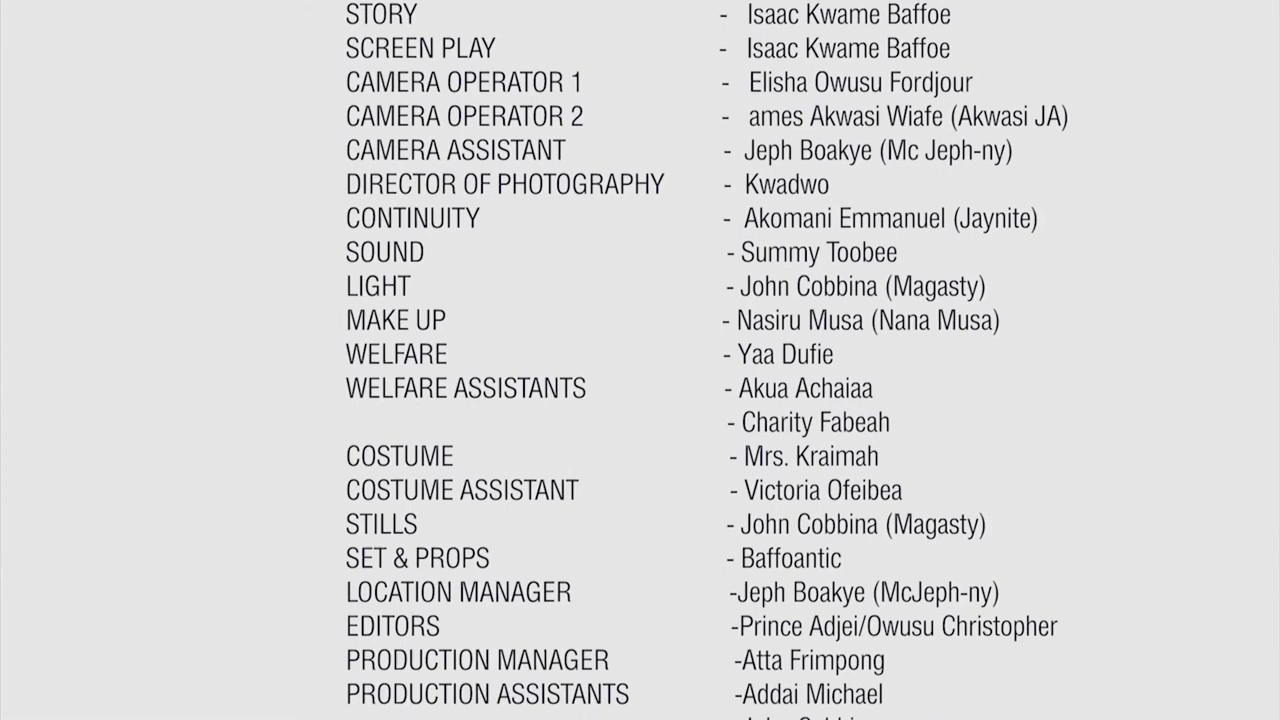 STORY - Isaac Kwame Baffoe
SCREEN PLAY - Isaac Kwame Baffoe
CAMERA OPERATOR 1 - Elisha Owusu Fordjour
CAMERA OPERATOR 2 - ames Akwasi Wiafe (Akwasi JA)
CAMERA ASSISTANT - Jeph Boakye (Mc Jeph-ny)
DIRECTOR OF PHOTOGRAPHY - Kwadwo
CONTINUITY - Akomani Emmanuel (Jaynite)
SOUND - Summy Toobee
LIGHT - John Cobbina (Magasty)
MAKE UP - Nasiru Musa (Nana Musa)
WELFARE - Yaa Dufie
WELFARE ASSISTANTS - Akua Achaiaa
- Charity Fabeah
COSTUME - Mrs. Kraimah
COSTUME ASSISTANT - Victoria Ofeibea
STILLS - John Cobbina (Magasty)
SET & PROPS - Baffoantic
LOCATION MANAGER -Jeph Boakye (McJeph-ny)
EDITORS -Prince Adjei/Owusu Christopher
PRODUCTION MANAGER -Atta Frimpong
PRODUCTION ASSISTANTS -Addai Michael